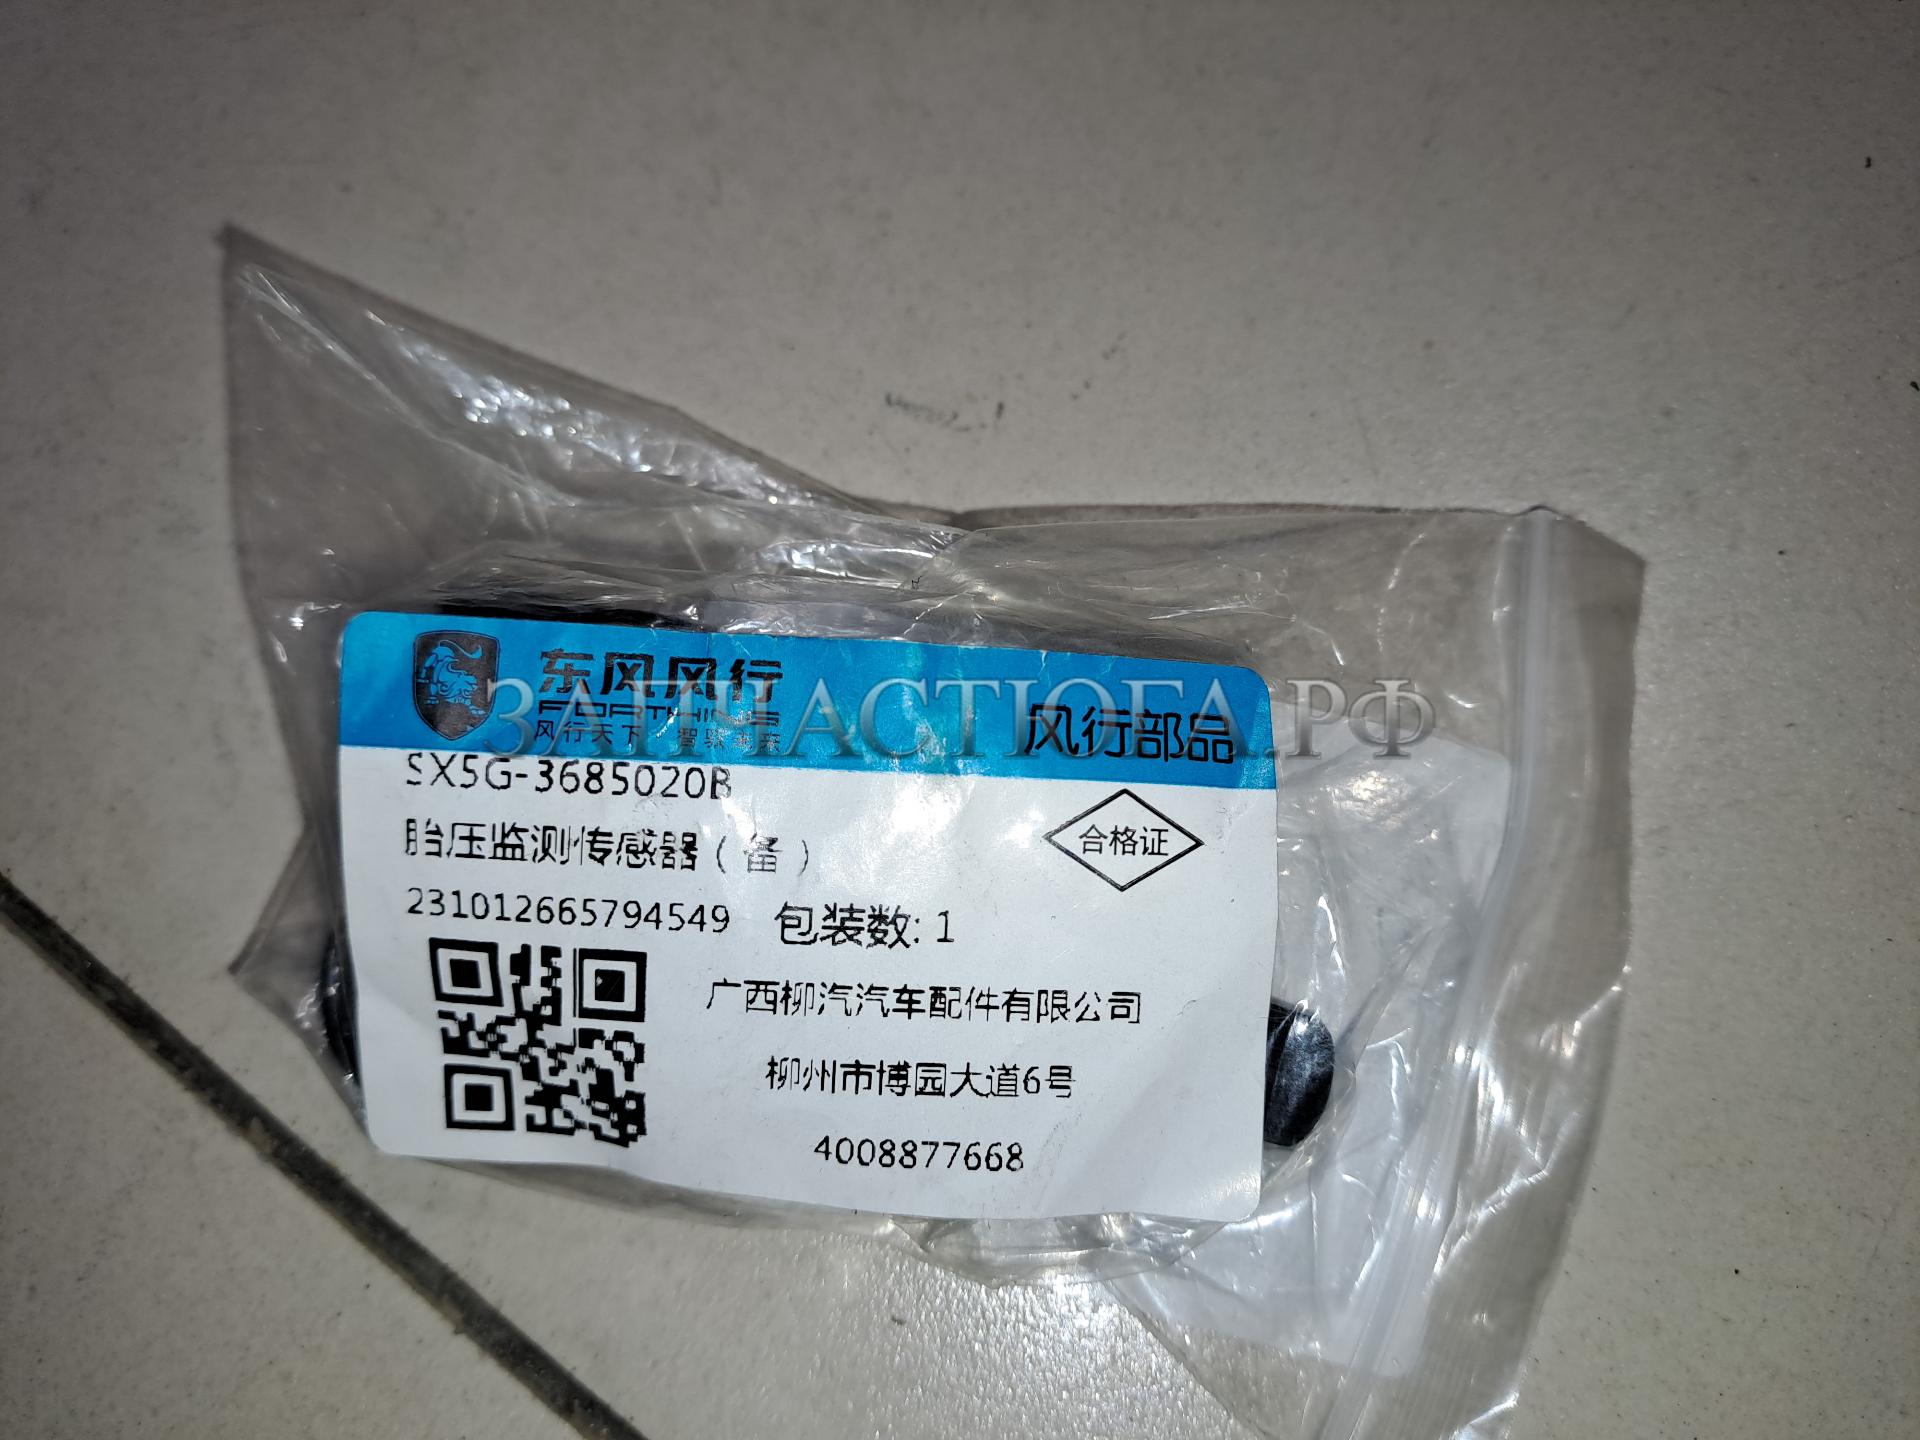 东风风行
FORTHING
风行天下 智驭未来
风行部品
ЗАПЧАСТЮГА.РФ
SX5G-3685020B
胎压监测传感器（备）
合格证
231012665794549 包装数: 1
广西柳汽汽车配件有限公司
柳州市博园大道6号
4008877668